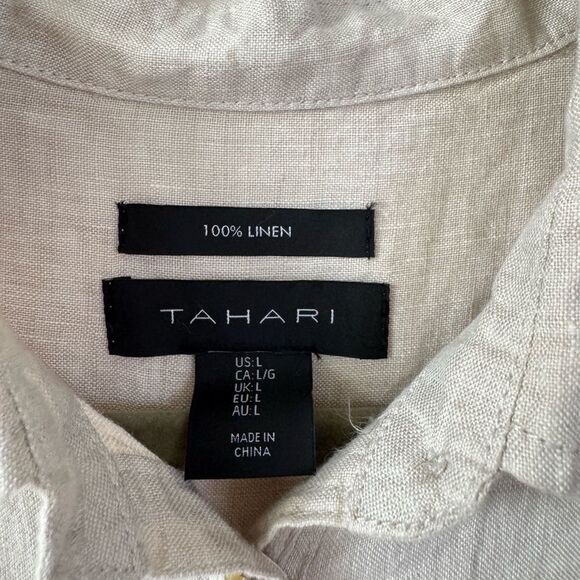 100% LINEN
TAHARI
US: L
CA: L/G
UK: L
EU: L
AU: L
MADE IN
CHINA